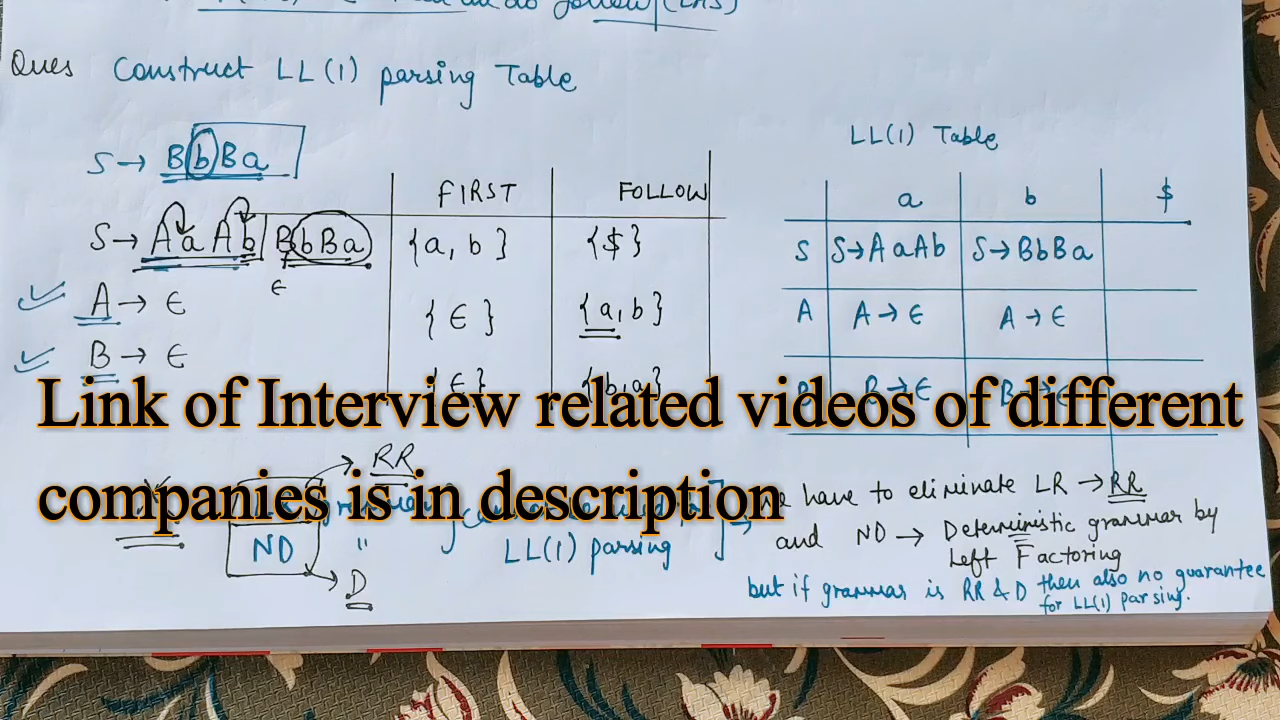 follow (LHS)
Ques Construct LL(1) parsing Table
S→ BbBa
S→ AaAb | BbBa
ϵ
A → ϵ
B → ϵ
FIRST FOLLOW
{a, b } {$}
{ ϵ } {a, b }
{ ϵ } {b, a}
LL(1) Table
a b $
S S→AaAb S→BbBa
A A→ϵ A→ϵ
B B→ϵ B→ϵ
Link of Interview related videos of different
companies is in description
RR
ND "
D
LL(1) parsing
have to eliminate LR → RR
and ND → Deterministic grammar by
Left Factoring
but if grammar is RR & D then also no guarantee
for LL(1) parsing.